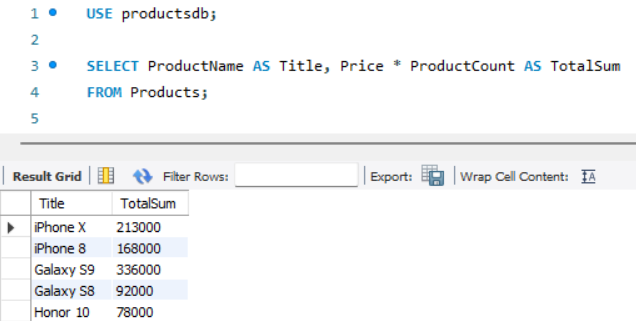 1 USE productsdb;
2
3 SELECT ProductName AS Title, Price * ProductCount AS TotalSum
4 FROM Products;
5
Result Grid Filter Rows: Export: Wrap Cell Content: IA
Title TotalSum
iPhone X 213000
iPhone 8 168000
Galaxy S9 336000
Galaxy S8 92000
Honor 10 78000